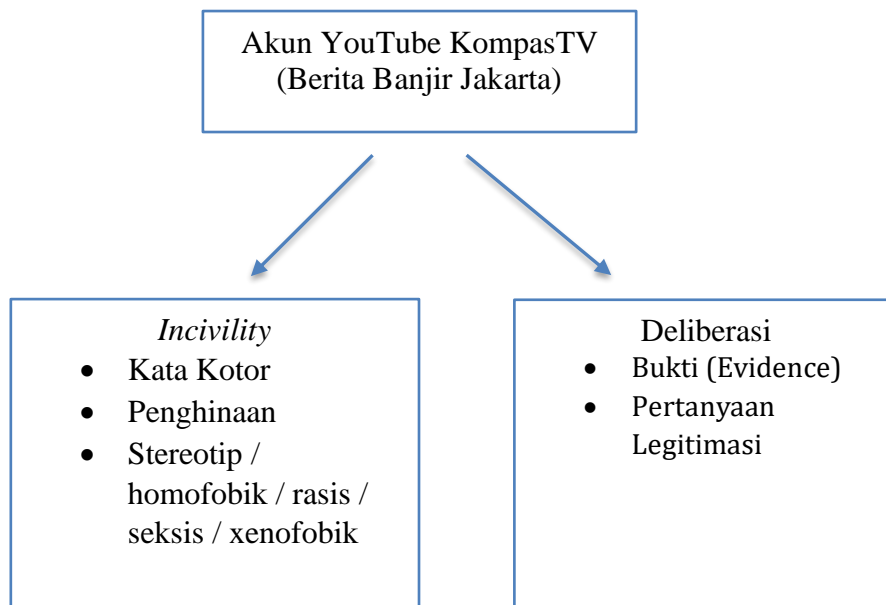 Akun YouTube KompasTV
(Berita Banjir Jakarta)
Incivility
• Kata Kotor
• Penghinaan
• Stereotip /
homofobik / rasis /
seksis / xenofobik
Deliberasi
• Bukti (Evidence)
• Pertanyaan
Legitimasi